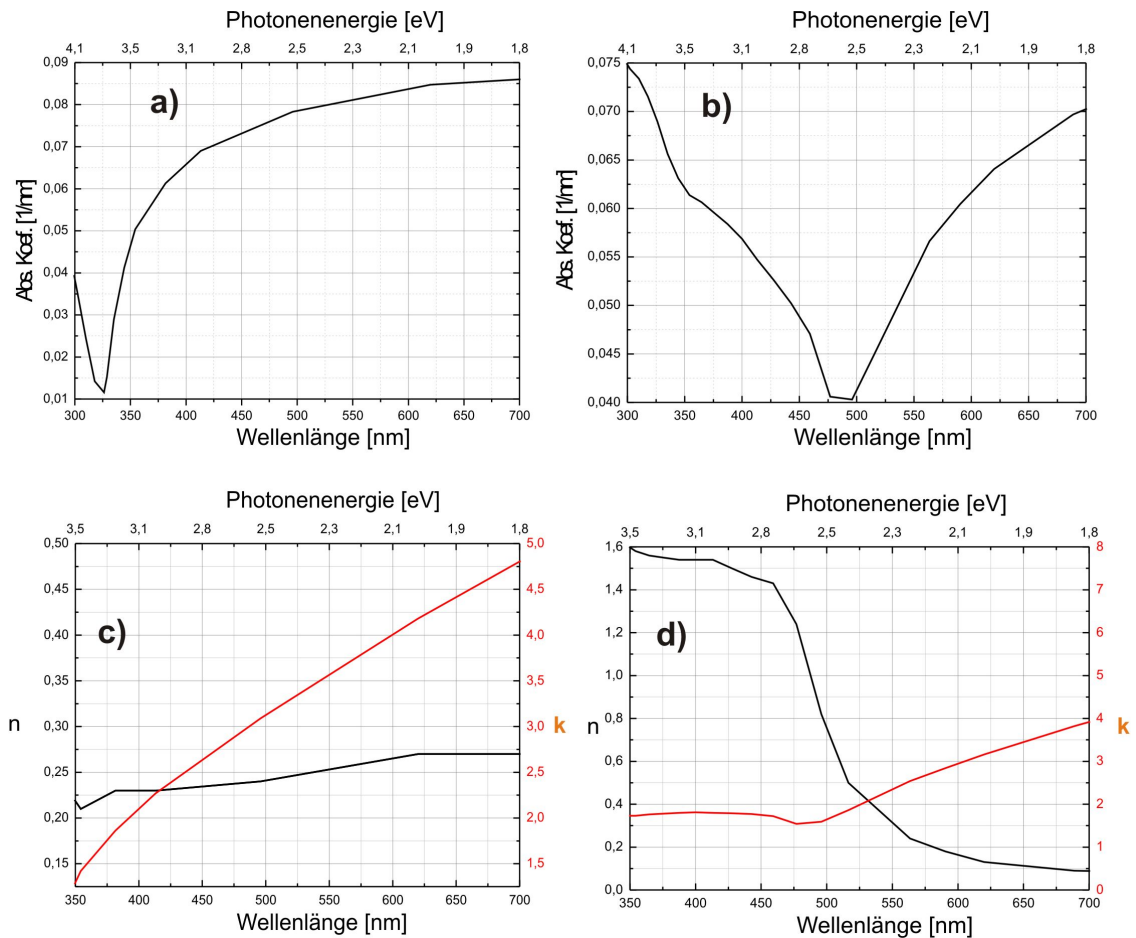 Photonenenergie [eV]
4,1 3,5 3,1 2,8 2,5 2,3 2,1 1,9 1,8
0,09
0,08
0,07
0,06
0,05
0,04
0,03
0,02
0,01
Abs. Koef. [1/nm]
a)
300 350 400 450 500 550 600 650 700
Wellenlänge [nm]
Photonenenergie [eV]
4,1 3,5 3,1 2,8 2,5 2,3 2,1 1,9 1,8
0,075
0,070
0,065
0,060
0,055
0,050
0,045
0,040
Abs. Koef. [1/nm]
b)
300 350 400 450 500 550 600 650 700
Wellenlänge [nm]
Photonenenergie [eV]
3,5 3,1 2,8 2,5 2,3 2,1 1,9 1,8
0,50
0,45
0,40
0,35
0,30
0,25
0,20
0,15
n
c)
5,0
4,5
4,0
3,5
3,0
2,5
2,0
1,5
k
350 400 450 500 550 600 650 700
Wellenlänge [nm]
Photonenenergie [eV]
3,5 3,1 2,8 2,5 2,3 2,1 1,9 1,8
1,6
1,4
1,2
1,0
0,8
0,6
0,4
0,2
0,0
n
d)
8
7
6
5
4
3
2
1
0
k
350 400 450 500 550 600 650 700
Wellenlänge [nm]